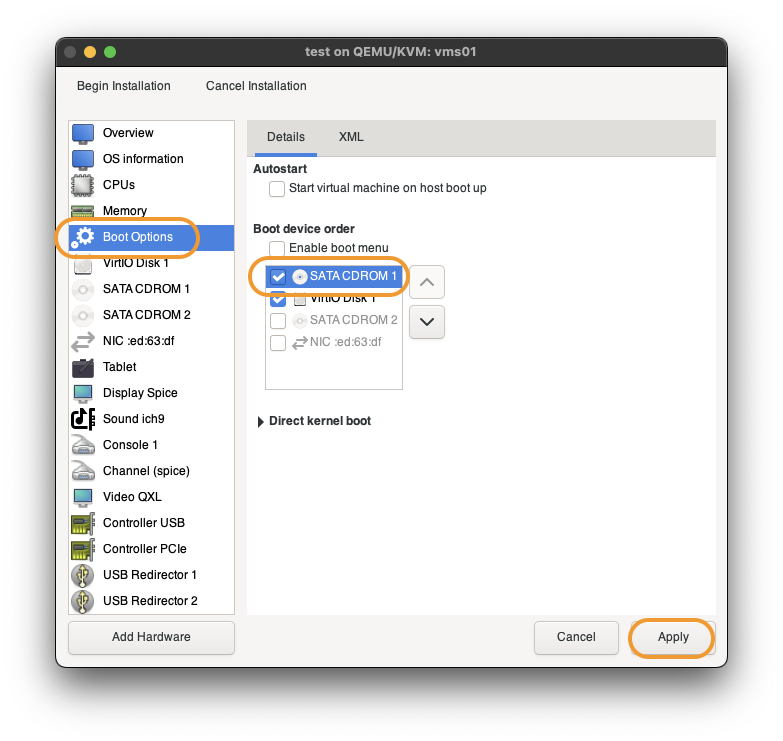 test on QEMU/KVM: vms01
Begin Installation
Cancel Installation
Overview
OS information
CPUs
Memory
Boot Options
VirtIO Disk 1
SATA CDROM 1
SATA CDROM 2
NIC :ed:63:df
Tablet
Display Spice
Sound ich9
Console 1
Channel (spice)
Video QXL
Controller USB
Controller PCIe
USB Redirector 1
USB Redirector 2
Add Hardware
Details
XML
Autostart
Start virtual machine on host boot up
Boot device order
Enable boot menu
SATA CDROM 1
VirtIO Disk 1
SATA CDROM 2
NIC :ed:63:df
Direct kernel boot
Cancel
Apply